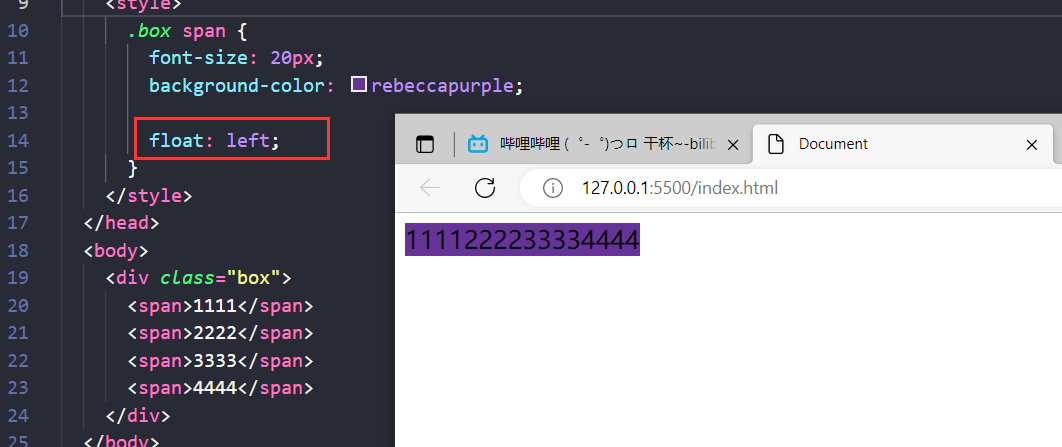 9 <style>
10 .box span {
11 font-size: 20px;
12 background-color: rebeccapurple;
13
14 float: left;
15 }
16 </style>
17 </head>
18 <body>
19 <div class="box">
20 <span>1111</span>
21 <span>2222</span>
22 <span>3333</span>
23 <span>4444</span>
24 </div>
25 </body>
哔哩哔哩 (゜-゜)つロ 干杯~-bilib
Document
127.0.0.1:5500/index.html
1111222233334444